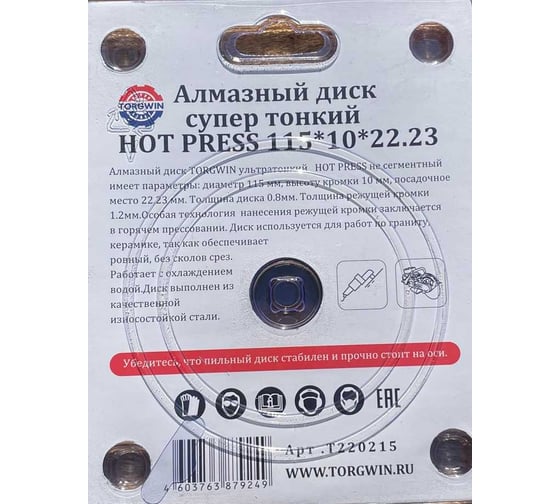 TORGWIN
Алмазный диск
супер тонкий
HOT PRESS 115*10*22.23
Алмазный диск TORGWIN ультратонкий HOT PRESS не сегментный
имеет параметры: диаметр 115 мм, высоту кромки 10 мм, посадочное
место 22.23 мм. Толщина диска 0.8мм. Толщина режущей кромки
1.2мм.Особая технология нанесения режущей кромки заключается
в горячем прессовании. Диск используется для работ по граниту,
керамике, так как обеспечивает
ровный, без сколов срез.
Работает с охлаждением
водой.Диск выполнен из
качественной
износостойкой стали.
Убедитесь, что пильный диск стабилен и прочно стоит на оси.
EAC
Арт.T220215
4603763879249
WWW.TORGWIN.RU